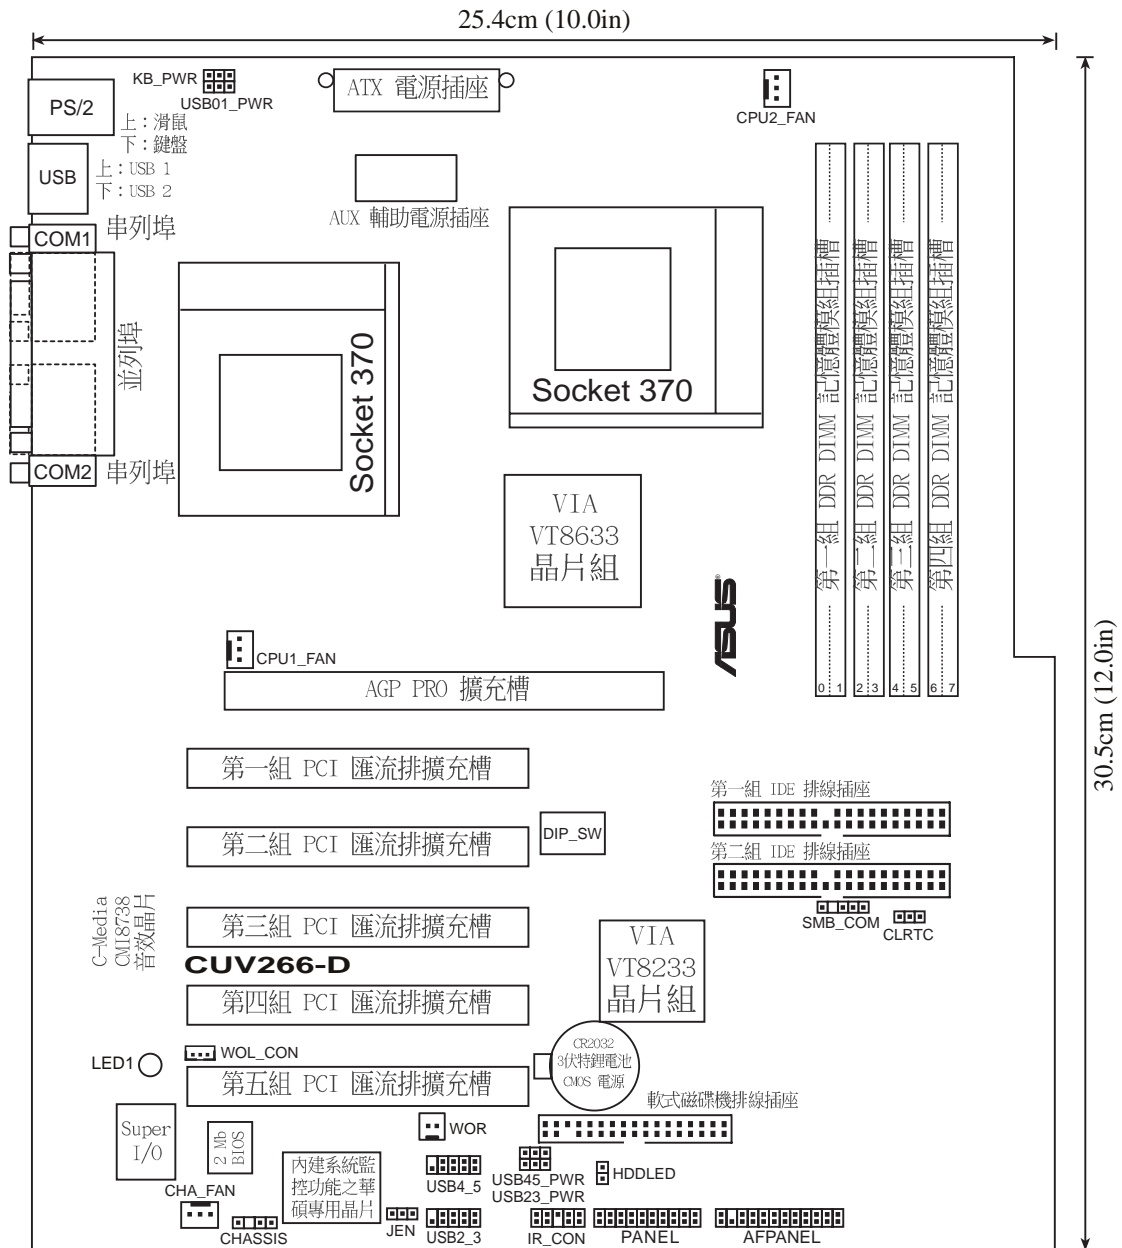 25.4cm (10.0in)
KB_PWR
USB01_PWR
ATX 電源插座
CPU2_FAN
PS/2
上：滑鼠
下：鍵盤
USB
上：USB 1
下：USB 2
AUX 輔助電源插座
COM1
串列埠
並列埠
COM2
串列埠
Socket 370
Socket 370
第一組 DDR DIMM 記憶體模組插槽
第二組 DDR DIMM 記憶體模組插槽
第三組 DDR DIMM 記憶體模組插槽
第四組 DDR DIMM 記憶體模組插槽
0 1
2 3
4 5
6 7
30.5cm (12.0in)
VIA
VT8633
晶片組
ASUS®
CPU1_FAN
AGP PRO 擴充槽
第一組 PCI 匯流排擴充槽
第一組 IDE 排線插座
第二組 PCI 匯流排擴充槽
DIP_SW
第二組 IDE 排線插座
SMB_COM
CLRTC
C-Media
CMI8738
音效晶片
第三組 PCI 匯流排擴充槽
CUV266-D
VIA
VT8233
晶片組
第四組 PCI 匯流排擴充槽
LED1
WOL_CON
第五組 PCI 匯流排擴充槽
CR2032
3伏特鋰電池
CMOS 電源
軟式磁碟機排線插座
Super
I/O
2 Mb
BIOS
WOR
內建系統監
控功能之華
碩專用晶片
USB4_5
USB45_PWR
USB23_PWR
HDDLED
CHA_FAN
CHASSIS
JEN
USB2_3
IR_CON
PANEL
AFPANEL